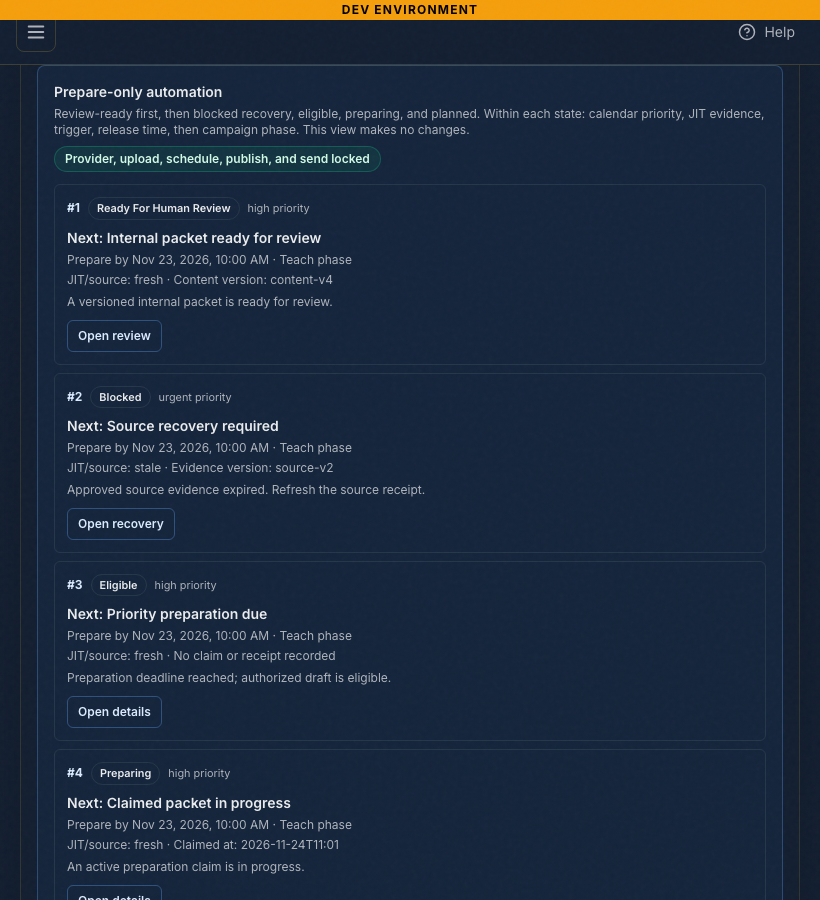 DEV ENVIRONMENT
Help
Prepare-only automation
Review-ready first, then blocked recovery, eligible, preparing, and planned. Within each state: calendar priority, JIT evidence,
trigger, release time, then campaign phase. This view makes no changes.
Provider, upload, schedule, publish, and send locked
#1 Ready For Human Review high priority
Next: Internal packet ready for review
Prepare by Nov 23, 2026, 10:00 AM · Teach phase
JIT/source: fresh · Content version: content-v4
A versioned internal packet is ready for review.
Open review
#2 Blocked urgent priority
Next: Source recovery required
Prepare by Nov 23, 2026, 10:00 AM · Teach phase
JIT/source: stale · Evidence version: source-v2
Approved source evidence expired. Refresh the source receipt.
Open recovery
#3 Eligible high priority
Next: Priority preparation due
Prepare by Nov 23, 2026, 10:00 AM · Teach phase
JIT/source: fresh · No claim or receipt recorded
Preparation deadline reached; authorized draft is eligible.
Open details
#4 Preparing high priority
Next: Claimed packet in progress
Prepare by Nov 23, 2026, 10:00 AM · Teach phase
JIT/source: fresh · Claimed at: 2026-11-24T11:01
An active preparation claim is in progress.
Open details